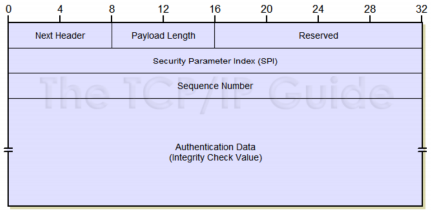 0 4 8 12 16 20 24 28 32
Next Header Payload Length Reserved
Security Parameter Index (SPI)
The TCP/IP Guide
Sequence Number
Authentication Data
(Integrity Check Value)